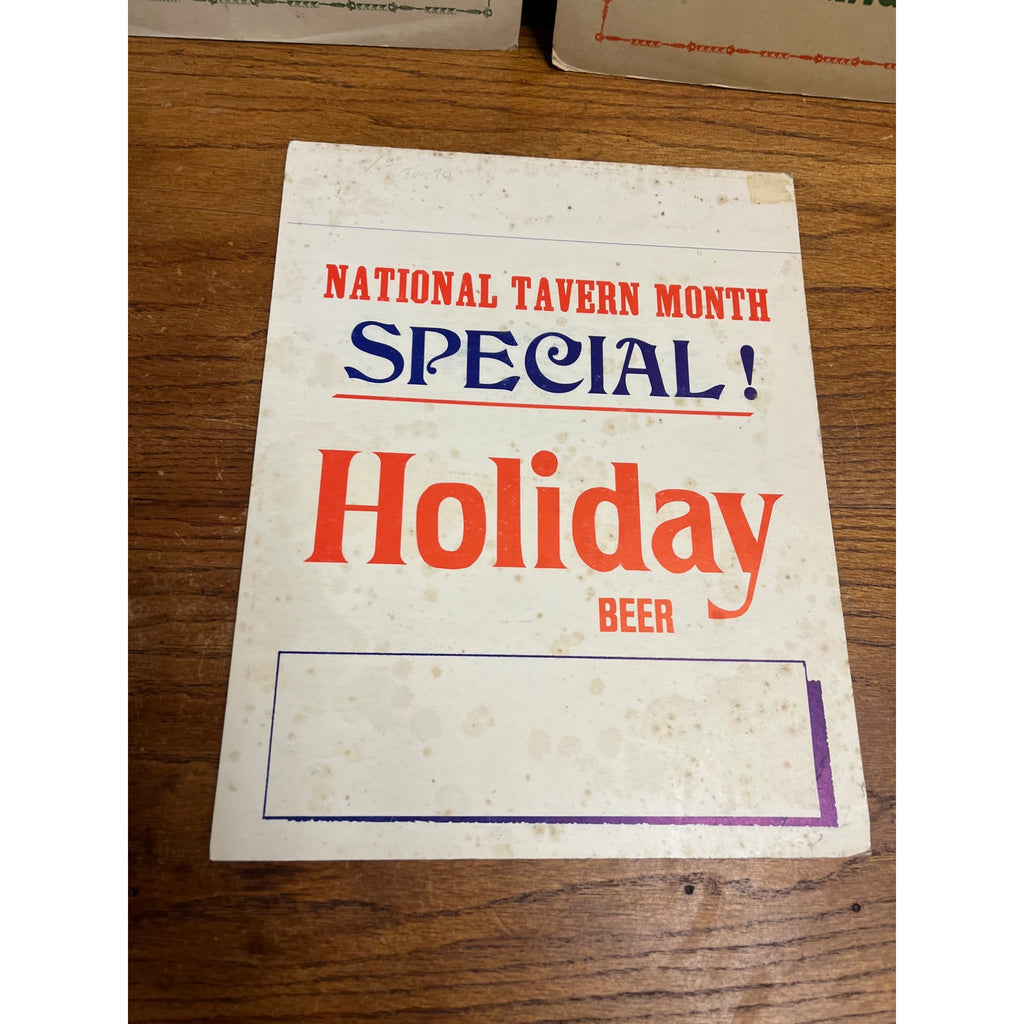 NATIONAL TAVERN MONTH
SPECIAL!
Holiday
BEER